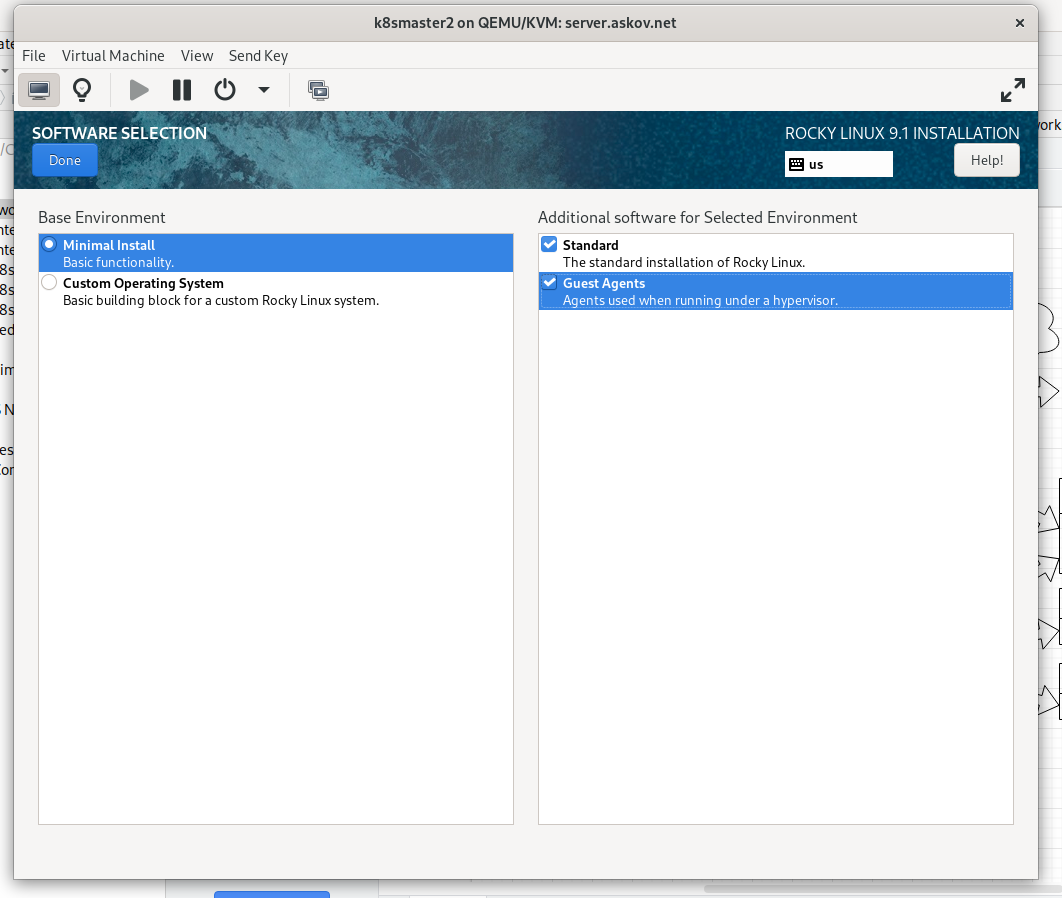 k8smaster2 on QEMU/KVM: server.askov.net
File Virtual Machine View Send Key
SOFTWARE SELECTION
Done
ROCKY LINUX 9.1 INSTALLATION
us
Help!
Base Environment
Minimal Install
Basic functionality.
Custom Operating System
Basic building block for a custom Rocky Linux system.
Additional software for Selected Environment
Standard
The standard installation of Rocky Linux.
Guest Agents
Agents used when running under a hypervisor.